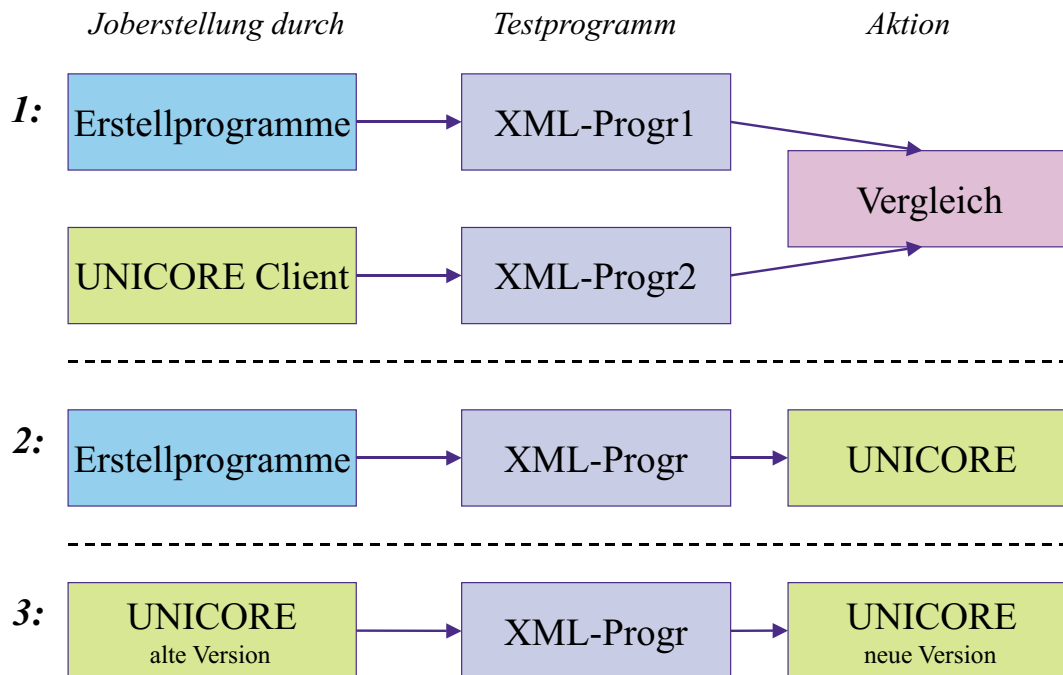 Joberstellung durch
Testprogramm
Aktion
1:
Erstellprogramme
XML-Progr1
Vergleich
UNICORE Client
XML-Progr2
2:
Erstellprogramme
XML-Progr
UNICORE
3:
UNICORE
alte Version
XML-Progr
UNICORE
neue Version